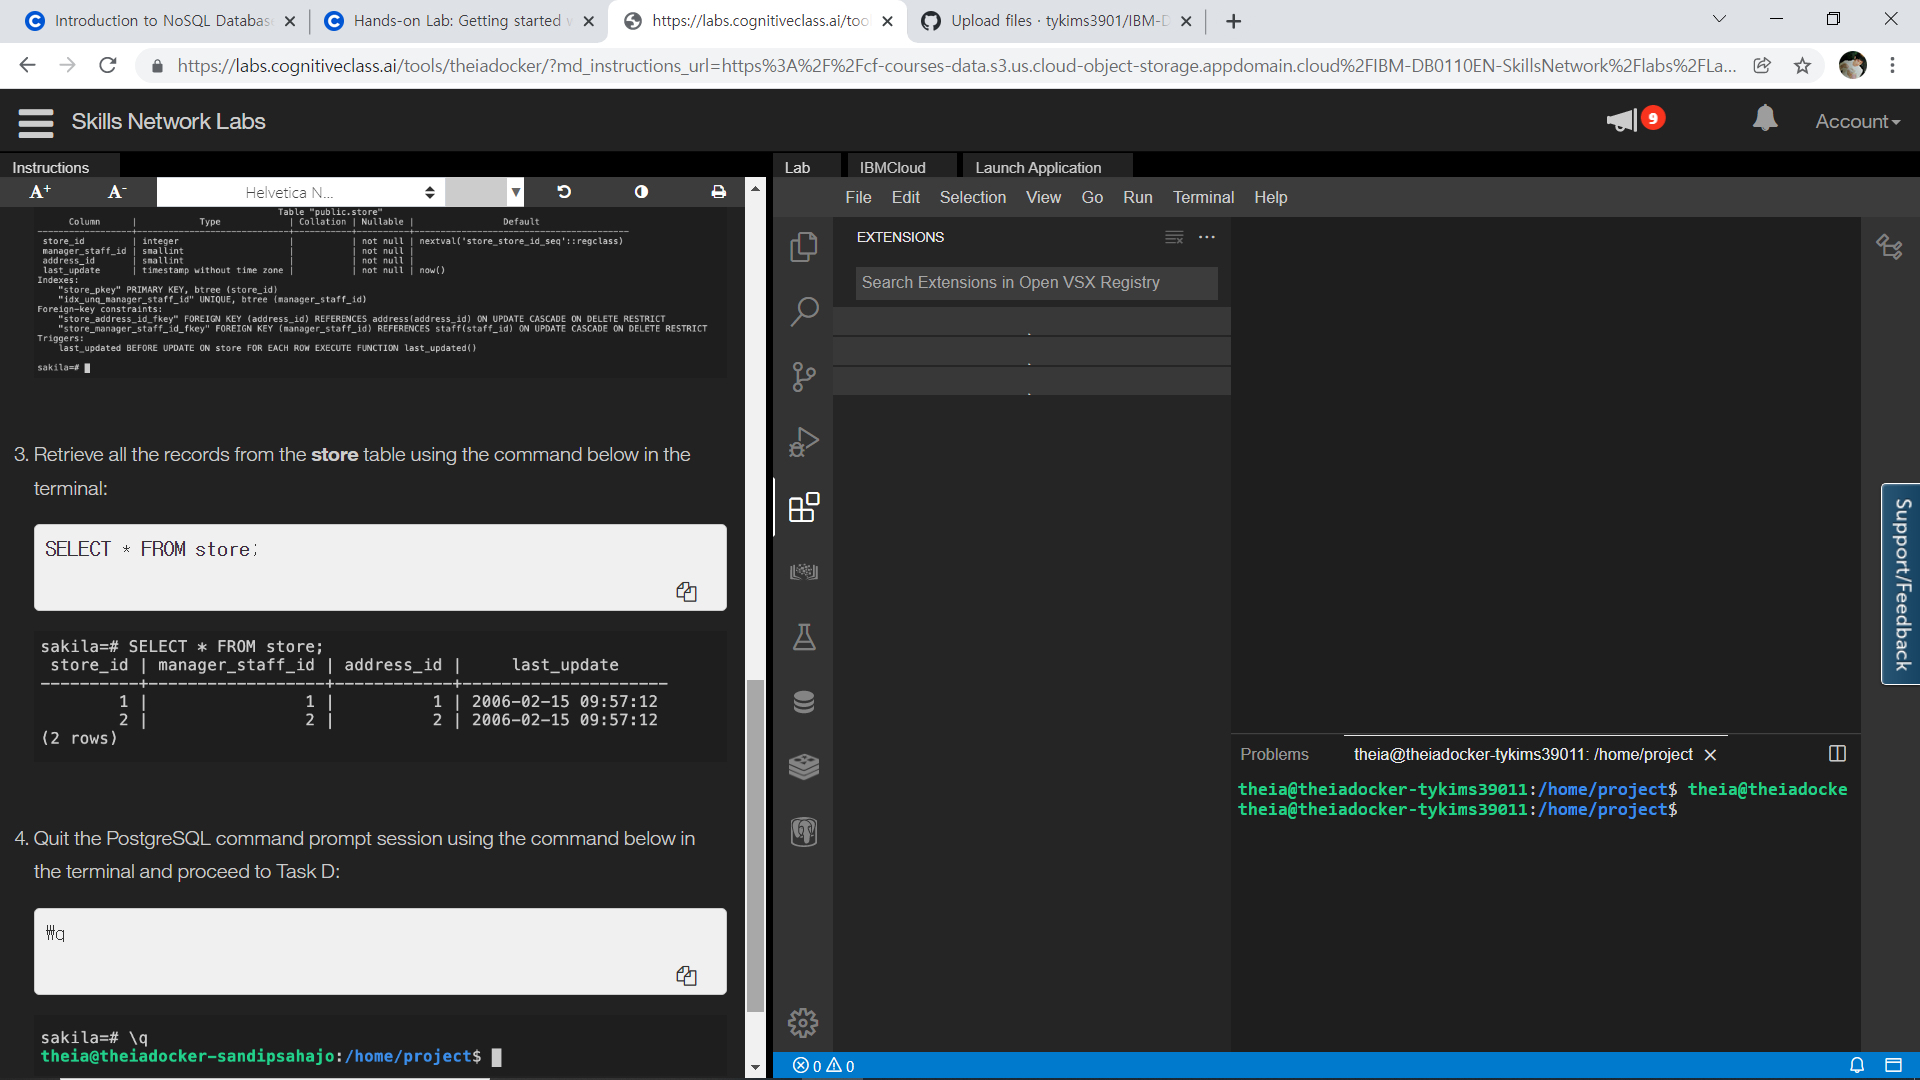 Introduction to NoSQL Databas
Hands-on Lab: Getting started w
https://labs.cognitiveclass.ai/tool
Upload files · tykims3901/IBM-D
https://labs.cognitiveclass.ai/tools/theiadocker/?md_instructions_url=https%3A%2F%2Fcf-courses-data.s3.us.cloud-object-storage.appdomain.cloud%2FIBM-DB0110EN-SkillsNetwork%2Flabs%2FLa...
Skills Network Labs
9
Account
Instructions
Lab
IBMCloud
Launch Application
A+
A-
Helvetica N...
File Edit Selection View Go Run Terminal Help
Table "public.store"
Column | Type | Collation | Nullable | Default
store_id | integer | | not null | nextval('store_store_id_seq'::regclass)
manager_staff_id | smallint | | not null |
address_id | smallint | | not null |
last_update | timestamp without time zone | | not null | now()
Indexes:
"store_pkey" PRIMARY KEY, btree (store_id)
"idx_unq_manager_staff_id" UNIQUE, btree (manager_staff_id)
Foreign-key constraints:
"store_address_id_fkey" FOREIGN KEY (address_id) REFERENCES address(address_id) ON UPDATE CASCADE ON DELETE RESTRICT
"store_manager_staff_id_fkey" FOREIGN KEY (manager_staff_id) REFERENCES staff(staff_id) ON UPDATE CASCADE ON DELETE RESTRICT
Triggers:
last_updated BEFORE UPDATE ON store FOR EACH ROW EXECUTE FUNCTION last_updated()
sakila=#
3. Retrieve all the records from the store table using the command below in the
terminal:
SELECT * FROM store;
sakila=# SELECT * FROM store;
store_id | manager_staff_id | address_id | last_update
----------+------------------+------------+---------------------
1 | 1 | 1 | 2006-02-15 09:57:12
2 | 2 | 2 | 2006-02-15 09:57:12
(2 rows)
4. Quit the PostgreSQL command prompt session using the command below in
the terminal and proceed to Task D:
₩q
sakila=# \q
theia@theiadocker-sandipsahajo:/home/project$
EXTENSIONS
Search Extensions in Open VSX Registry
Support/Feedback
Problems
theia@theiadocker-tykims39011: /home/project
theia@theiadocker-tykims39011:/home/project$ theia@theiadocke
theia@theiadocker-tykims39011:/home/project$
0 0